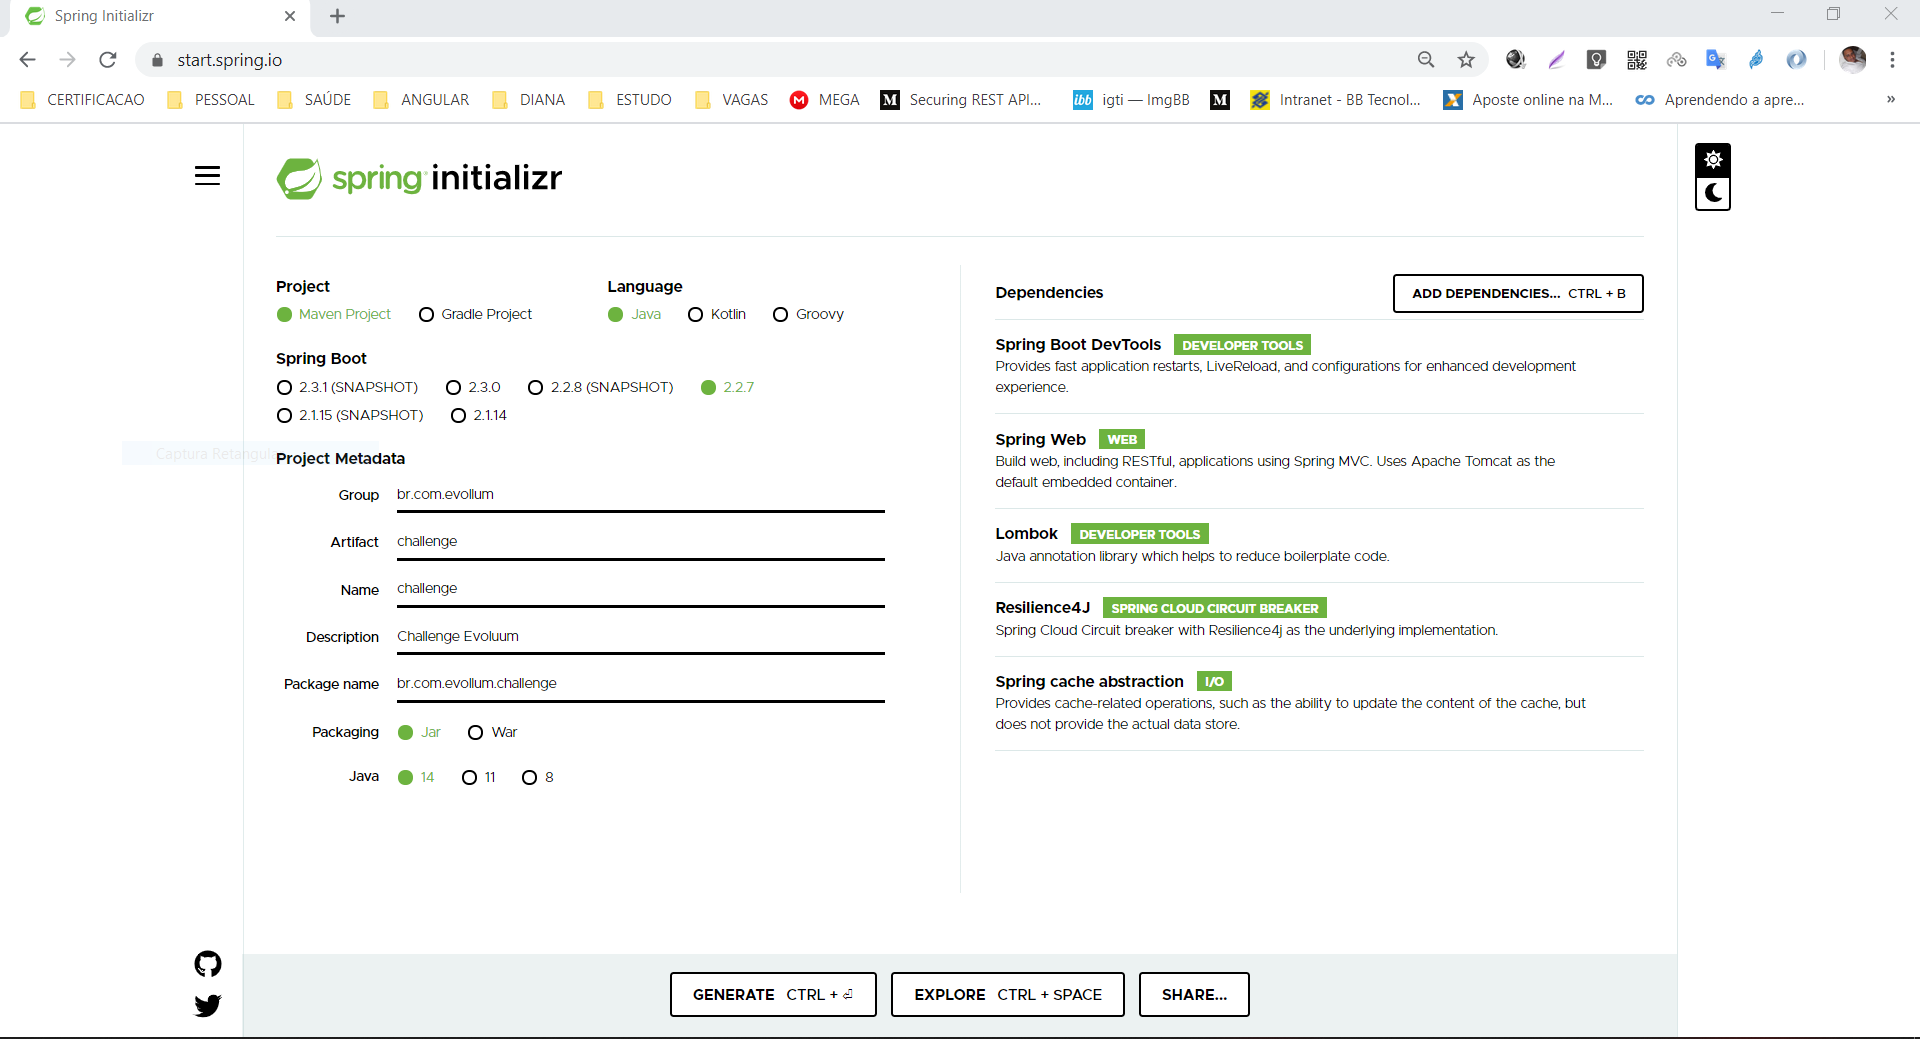 Spring Initializr
start.spring.io
CERTIFICACAO PESSOAL SAÚDE ANGULAR DIANA ESTUDO VAGAS MEGA Securing REST API... igti — ImgBB Intranet - BB Tecnol... Aposte online na M... Aprendendo a apre... »
spring initializr
Project
Maven Project Gradle Project
Language
Java Kotlin Groovy
Spring Boot
2.3.1 (SNAPSHOT) 2.3.0 2.2.8 (SNAPSHOT) 2.2.7
2.1.15 (SNAPSHOT) 2.1.14
Captura Retangula
Project Metadata
Group br.com.evollum
Artifact challenge
Name challenge
Description Challenge Evoluum
Package name br.com.evollum.challenge
Packaging Jar War
Java 14 11 8
Dependencies
ADD DEPENDENCIES... CTRL + B
Spring Boot DevTools DEVELOPER TOOLS
Provides fast application restarts, LiveReload, and configurations for enhanced development
experience.
Spring Web WEB
Build web, including RESTful, applications using Spring MVC. Uses Apache Tomcat as the
default embedded container.
Lombok DEVELOPER TOOLS
Java annotation library which helps to reduce boilerplate code.
Resilience4J SPRING CLOUD CIRCUIT BREAKER
Spring Cloud Circuit breaker with Resilience4j as the underlying implementation.
Spring cache abstraction I/O
Provides cache-related operations, such as the ability to update the content of the cache, but
does not provide the actual data store.
GENERATE CTRL + ⏎
EXPLORE CTRL + SPACE
SHARE...